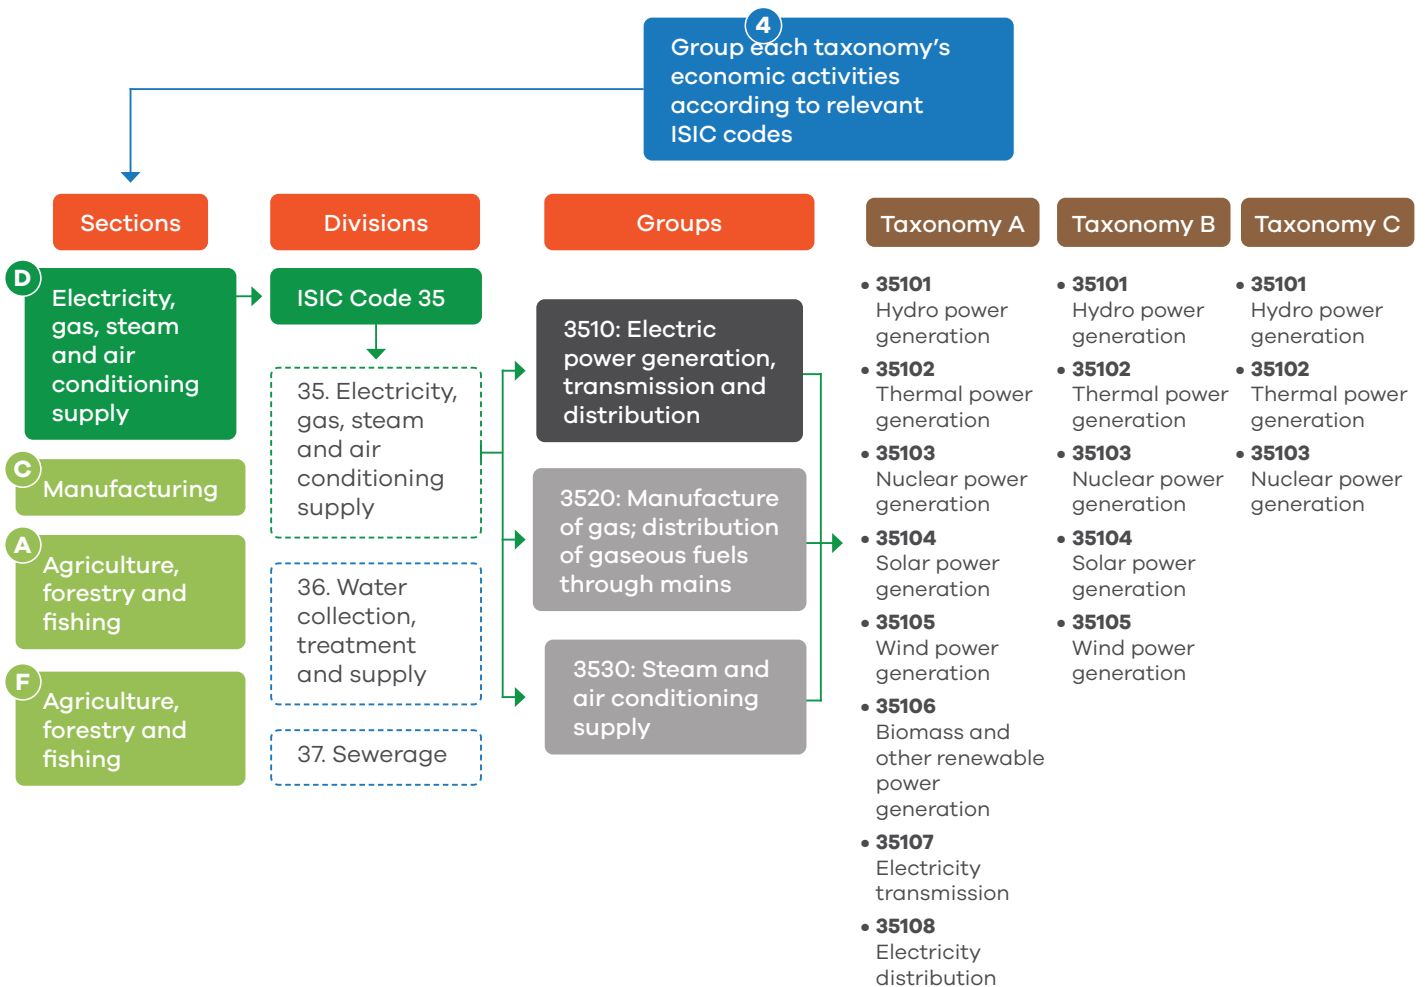 4
Group each taxonomy's
economic activities
according to relevant
ISIC codes
Sections
Divisions
Groups
Taxonomy A
Taxonomy B
Taxonomy C
D
Electricity,
gas, steam
and air
conditioning
supply
C
Manufacturing
A
Agriculture,
forestry and
fishing
F
Agriculture,
forestry and
fishing
ISIC Code 35
35. Electricity,
gas, steam
and air
conditioning
supply
36. Water
collection,
treatment
and supply
37. Sewerage
3510: Electric
power generation,
transmission and
distribution
3520: Manufacture
of gas; distribution
of gaseous fuels
through mains
3530: Steam and
air conditioning
supply
• 35101
Hydro power
generation
• 35102
Thermal power
generation
• 35103
Nuclear power
generation
• 35104
Solar power
generation
• 35105
Wind power
generation
• 35106
Biomass and
other renewable
power
generation
• 35107
Electricity
transmission
• 35108
Electricity
distribution
• 35101
Hydro power
generation
• 35102
Thermal power
generation
• 35103
Nuclear power
generation
• 35104
Solar power
generation
• 35105
Wind power
generation
• 35101
Hydro power
generation
• 35102
Thermal power
generation
• 35103
Nuclear power
generation